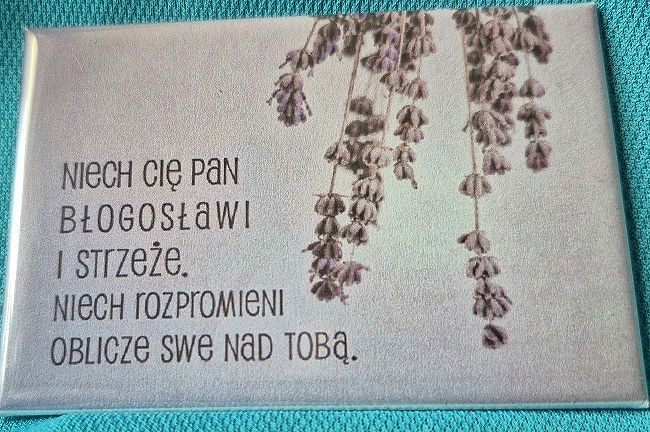 Niech Cię Pan
Błogosławi
i strzeże.
Niech rozpromieni
oblicze swe nad Tobą.